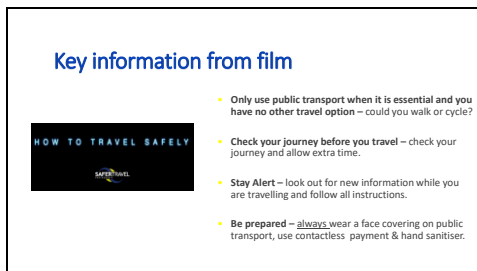 Key information from film
HOW TO TRAVEL SAFELY
SAFERTRAVEL
• Only use public transport when it is essential and you
have no other travel option – could you walk or cycle?
• Check your journey before you travel – check your
journey and allow extra time.
• Stay Alert – look out for new information while you
are travelling and follow all instructions.
• Be prepared – always wear a face covering on public
transport, use contactless payment & hand sanitiser.